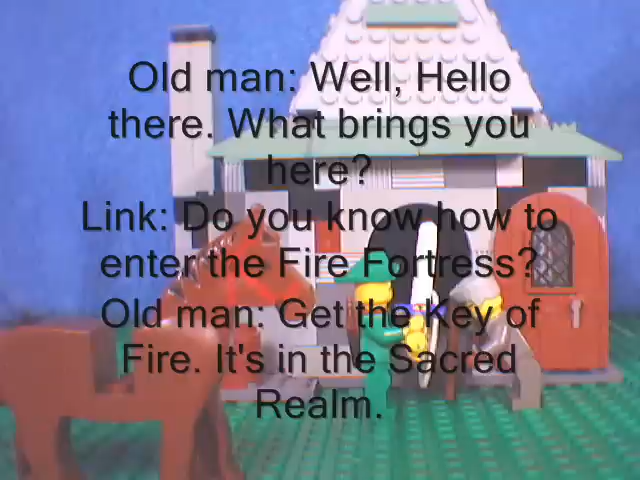 Old man: Well, Hello
there. What brings you
here?
Link: Do you know how to
enter the Fire Fortress?
Old man: Get the Key of
Fire. It's in the Sacred
Realm.